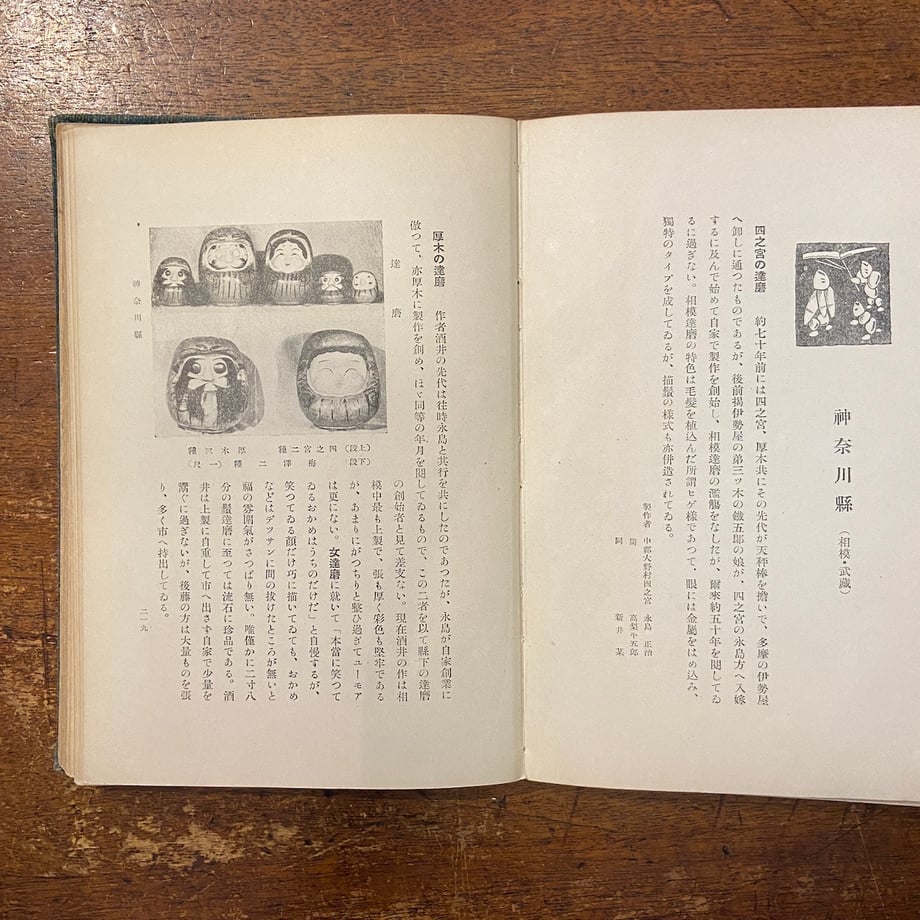 神奈川縣（相模・武藏）
四之宮の達磨　約七十年前には四之宮、厚木共にその先代が天秤棒を擔いで、多摩の伊勢屋
へ卸しに通つたものであるが、後前揭伊勢屋の第三ッ木の鐵五郎の娘が、四之宮の永島方へ入嫁
するに及んで始めて自家で製作を創始し、相模達磨の濫觴をなしたが、爾來約五十年を閲してゐ
るに過ぎない。相模達磨の特色は毛髮を植込んだ所謂ヒゲ樣であつて、眼には金屬をはめ込み、
獨特のタイプを成してゐるが、描鬚の樣式も亦併造されてゐる。
製作者　中郡大野村四之宮　永島正治
同　高梨牛五郎
同　新井某
厚木の達磨　作者酒井の先代は往時永島と共行を共にしたのであつたが、永島が自家創業に
倣つて、亦厚木に製作を創め、ほゞ同等の年月を閲してゐるもので、この二者を以て縣下の達磨
の創始者と見て差支ない。現在酒井の作は相
模中最も上製で、張も厚く彩色も堅牢である
が、あまりにがつちりと整ひ過ぎてユーモア
は更にない。女達磨に就いて「本當に笑つて
ゐるおかめはうちのだけだ」と自慢するが、
笑つてゐる顏だけ巧に描いてゐても、おかめ
などはデツサンに間の拔けたところが無いと
福の雰圍氣がさつぱり無い、唯僅かに二寸八
分の鬚達磨に至つては流石に珍品である。酒
井は上製に自重して市へ出さず自家で少量を
鬻ぐに過ぎないが、後藤の方は大量ものを張
り、多く市へ持出してゐる。
達磨
（上段）四之宮二種　厚木三種
（下段）梅澤二種（一尺）
神奈川縣
二一九